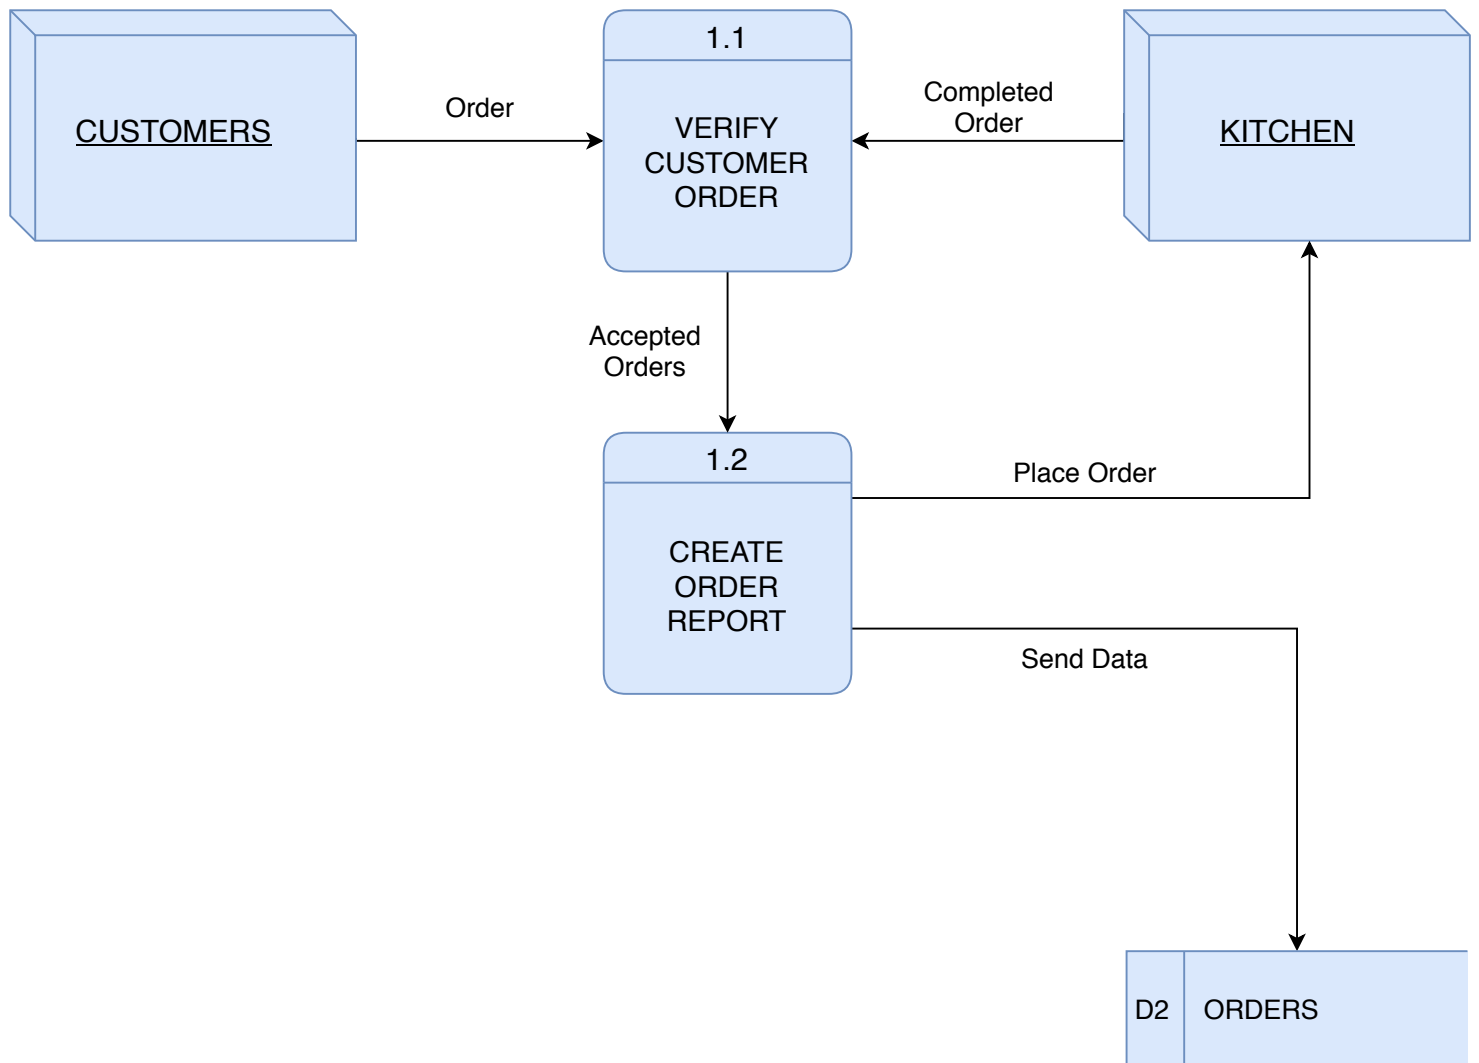 1.1
Completed
Order
Order
CUSTOMERS
VERIFY
CUSTOMER
ORDER
KITCHEN
Accepted
Orders
1.2
Place Order
CREATE
ORDER
REPORT
Send Data
D2 ORDERS